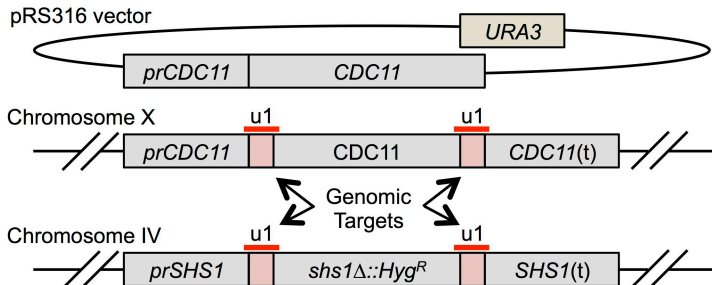 pRS316 vector
URA3
prCDC11 CDC11
Chromosome X
u1 u1
prCDC11 CDC11 CDC11(t)
Genomic
Targets
Chromosome IV
u1 u1
prSHS1 shs1Δ::Hygᴿ SHS1(t)